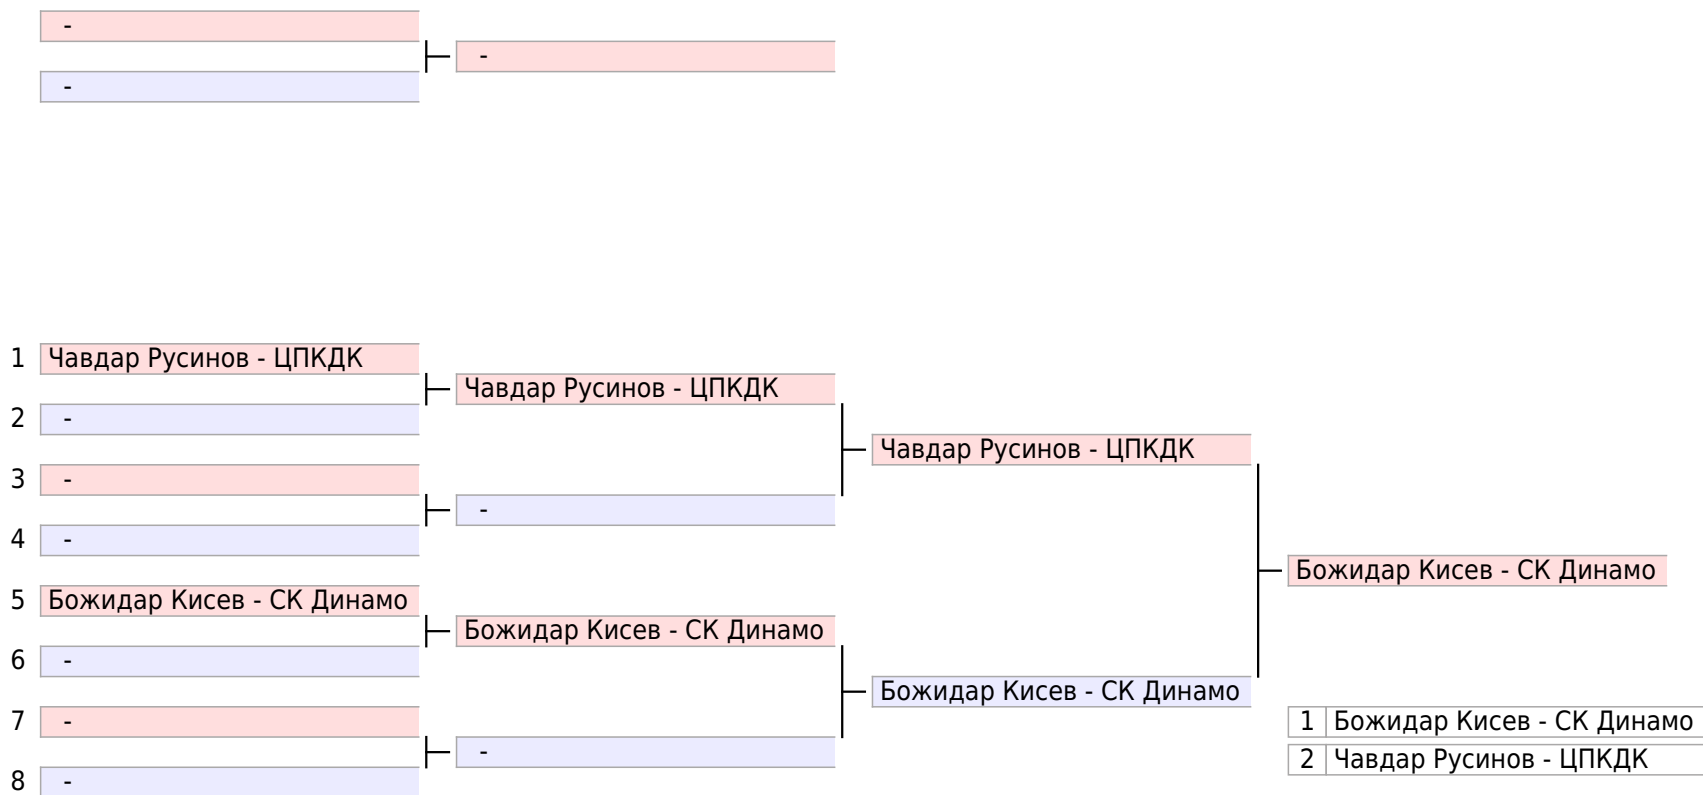 -
-
-
1 Чавдар Русинов - ЦПКДК
Чавдар Русинов - ЦПКДК
2 -
Чавдар Русинов - ЦПКДК
3 -
-
4 -
Божидар Кисев - СК Динамо
5 Божидар Кисев - СК Динамо
Божидар Кисев - СК Динамо
6 -
Божидар Кисев - СК Динамо
7 -
1 Божидар Кисев - СК Динамо
-
2 Чавдар Русинов - ЦПКДК
8 -